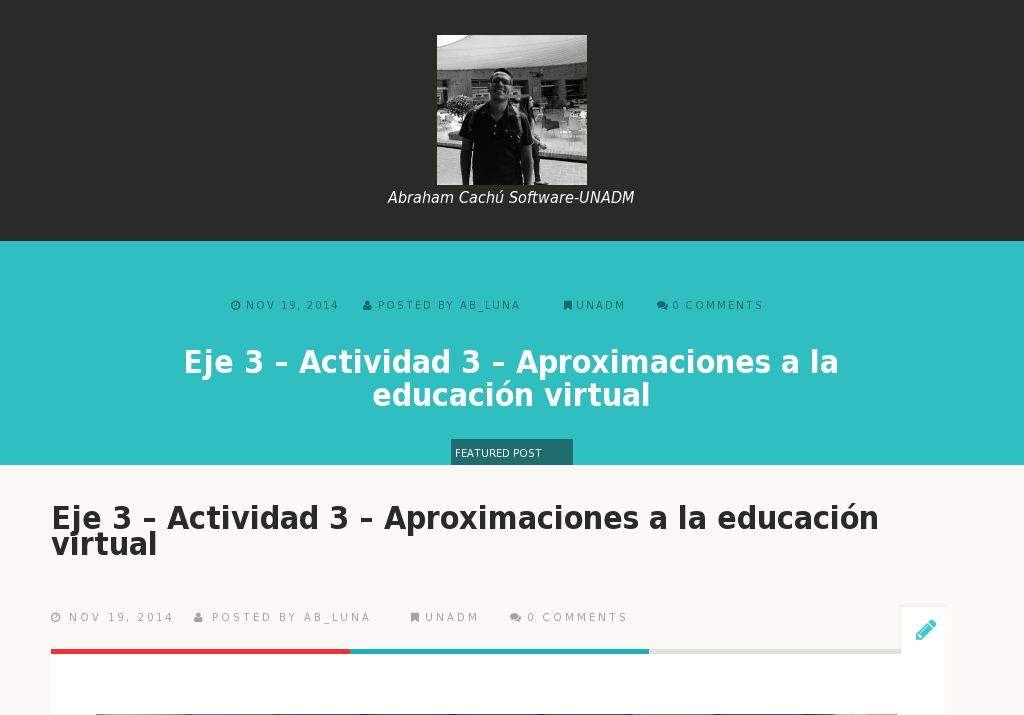 Abraham Cachú Software-UNADM
NOV 19, 2014 POSTED BY AB_LUNA UNADM 0 COMMENTS
Eje 3 – Actividad 3 – Aproximaciones a la
educación virtual
FEATURED POST
Eje 3 – Actividad 3 – Aproximaciones a la educación
virtual
NOV 19, 2014 POSTED BY AB_LUNA UNADM 0 COMMENTS